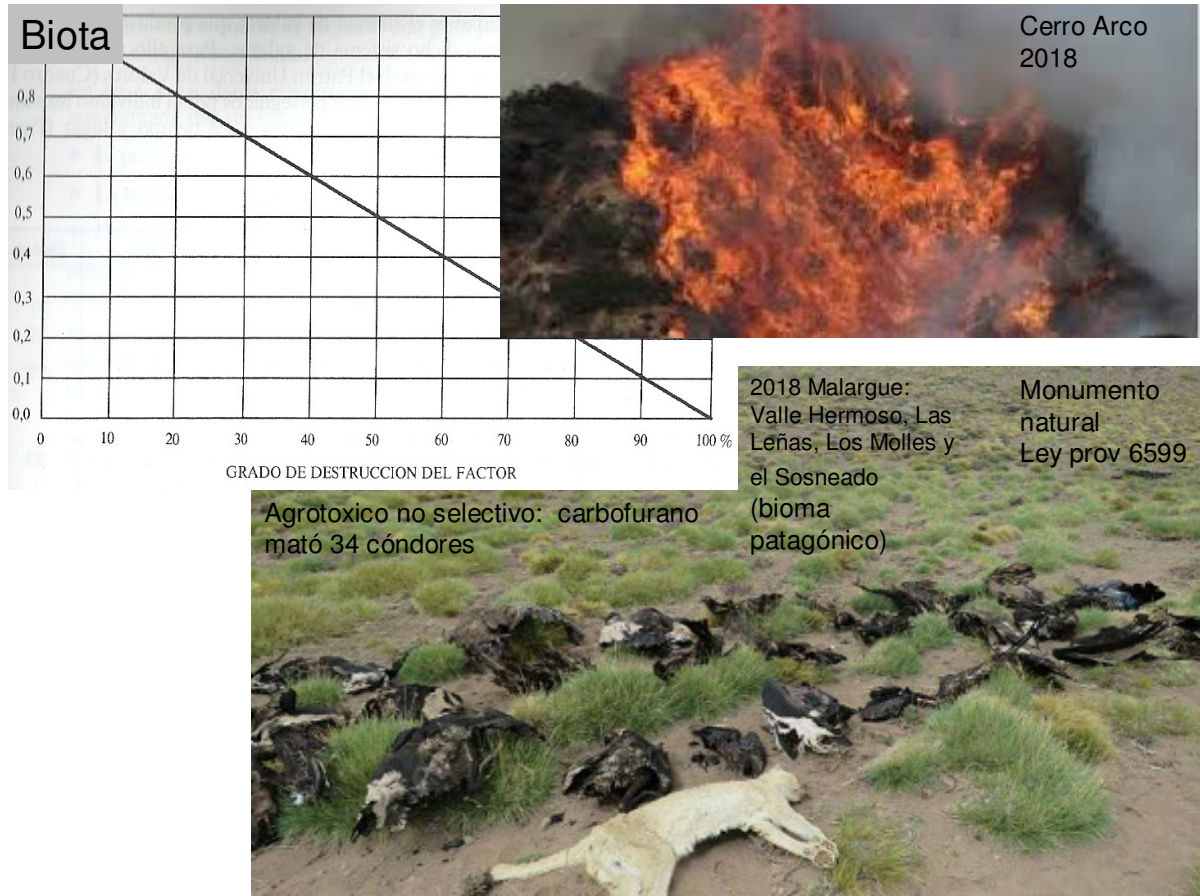 Biota
0,8
0,7
0,6
0,5
0,4
0,3
0,2
0,1
0,0
0 10 20 30 40 50 60 70 80 90 100 %
GRADO DE DESTRUCCION DEL FACTOR
Cerro Arco
2018
2018 Malargue:
Valle Hermoso, Las
Leñas, Los Molles y
el Sosneado
(bioma
patagónico)
Monumento
natural
Ley prov 6599
Agrotoxico no selectivo: carbofurano
mató 34 cóndores